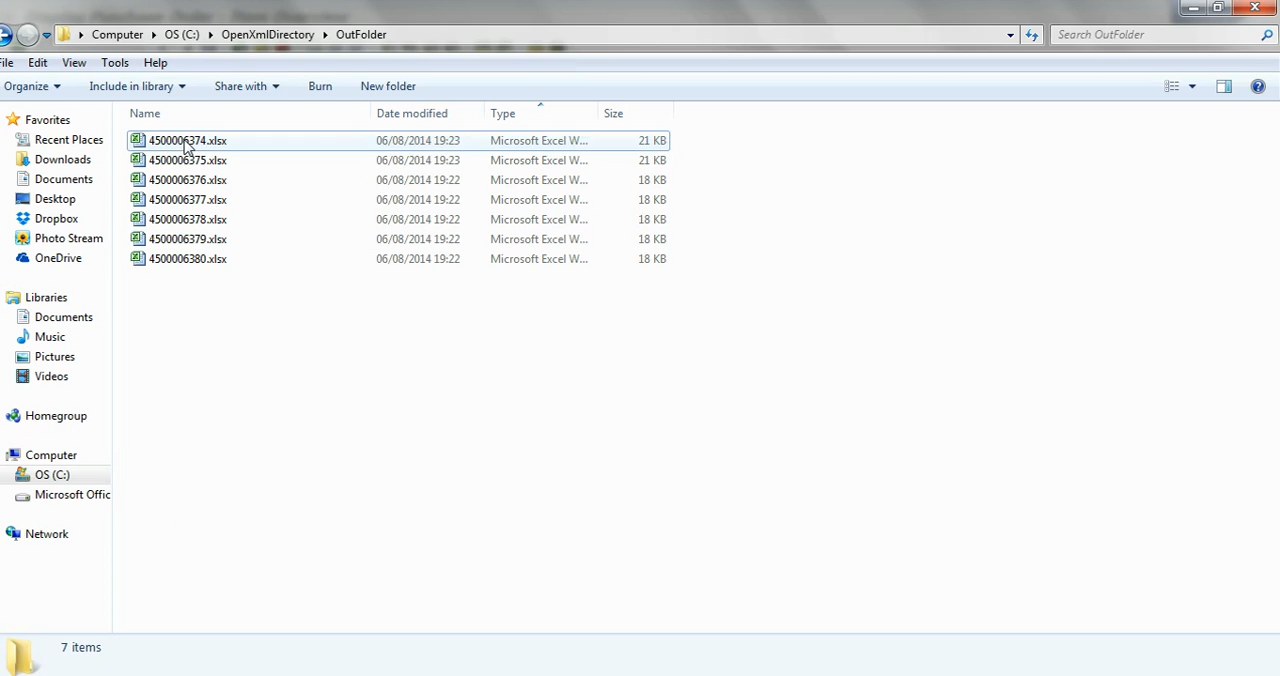 Computer OS (C:) OpenXmlDirectory OutFolder Search OutFolder
File Edit View Tools Help
Organize Include in library Share with Burn New folder
Name Date modified Type Size
Favorites
Recent Places
Downloads
Documents
Desktop
Dropbox
Photo Stream
OneDrive
Libraries
Documents
Music
Pictures
Videos
Homegroup
Computer
OS (C:)
Microsoft Offic
Network
4500006374.xlsx 06/08/2014 19:23 Microsoft Excel W... 21 KB
4500006375.xlsx 06/08/2014 19:23 Microsoft Excel W... 21 KB
4500006376.xlsx 06/08/2014 19:22 Microsoft Excel W... 18 KB
4500006377.xlsx 06/08/2014 19:22 Microsoft Excel W... 18 KB
4500006378.xlsx 06/08/2014 19:22 Microsoft Excel W... 18 KB
4500006379.xlsx 06/08/2014 19:22 Microsoft Excel W... 18 KB
4500006380.xlsx 06/08/2014 19:22 Microsoft Excel W... 18 KB
7 items